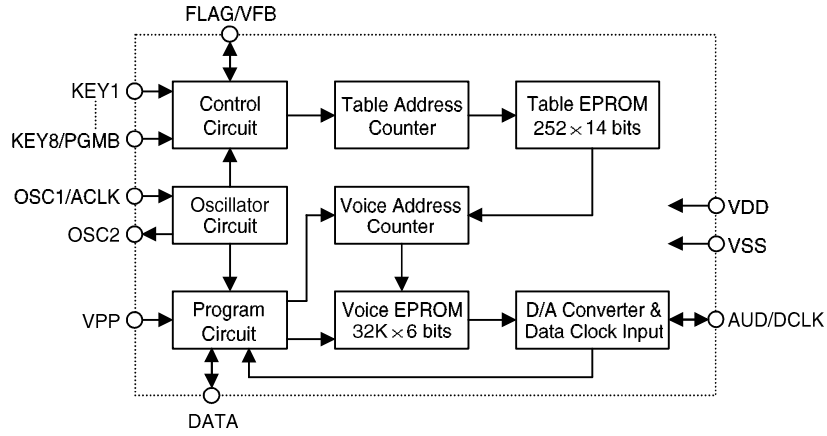 FLAG/VFB
KEY1
KEY8/PGMB
Control
Circuit
Table Address
Counter
Table EPROM
252 × 14 bits
OSC1/ACLK
OSC2
Oscillator
Circuit
Voice Address
Counter
VDD
VSS
VPP
Program
Circuit
Voice EPROM
32K × 6 bits
D/A Converter &
Data Clock Input
AUD/DCLK
DATA